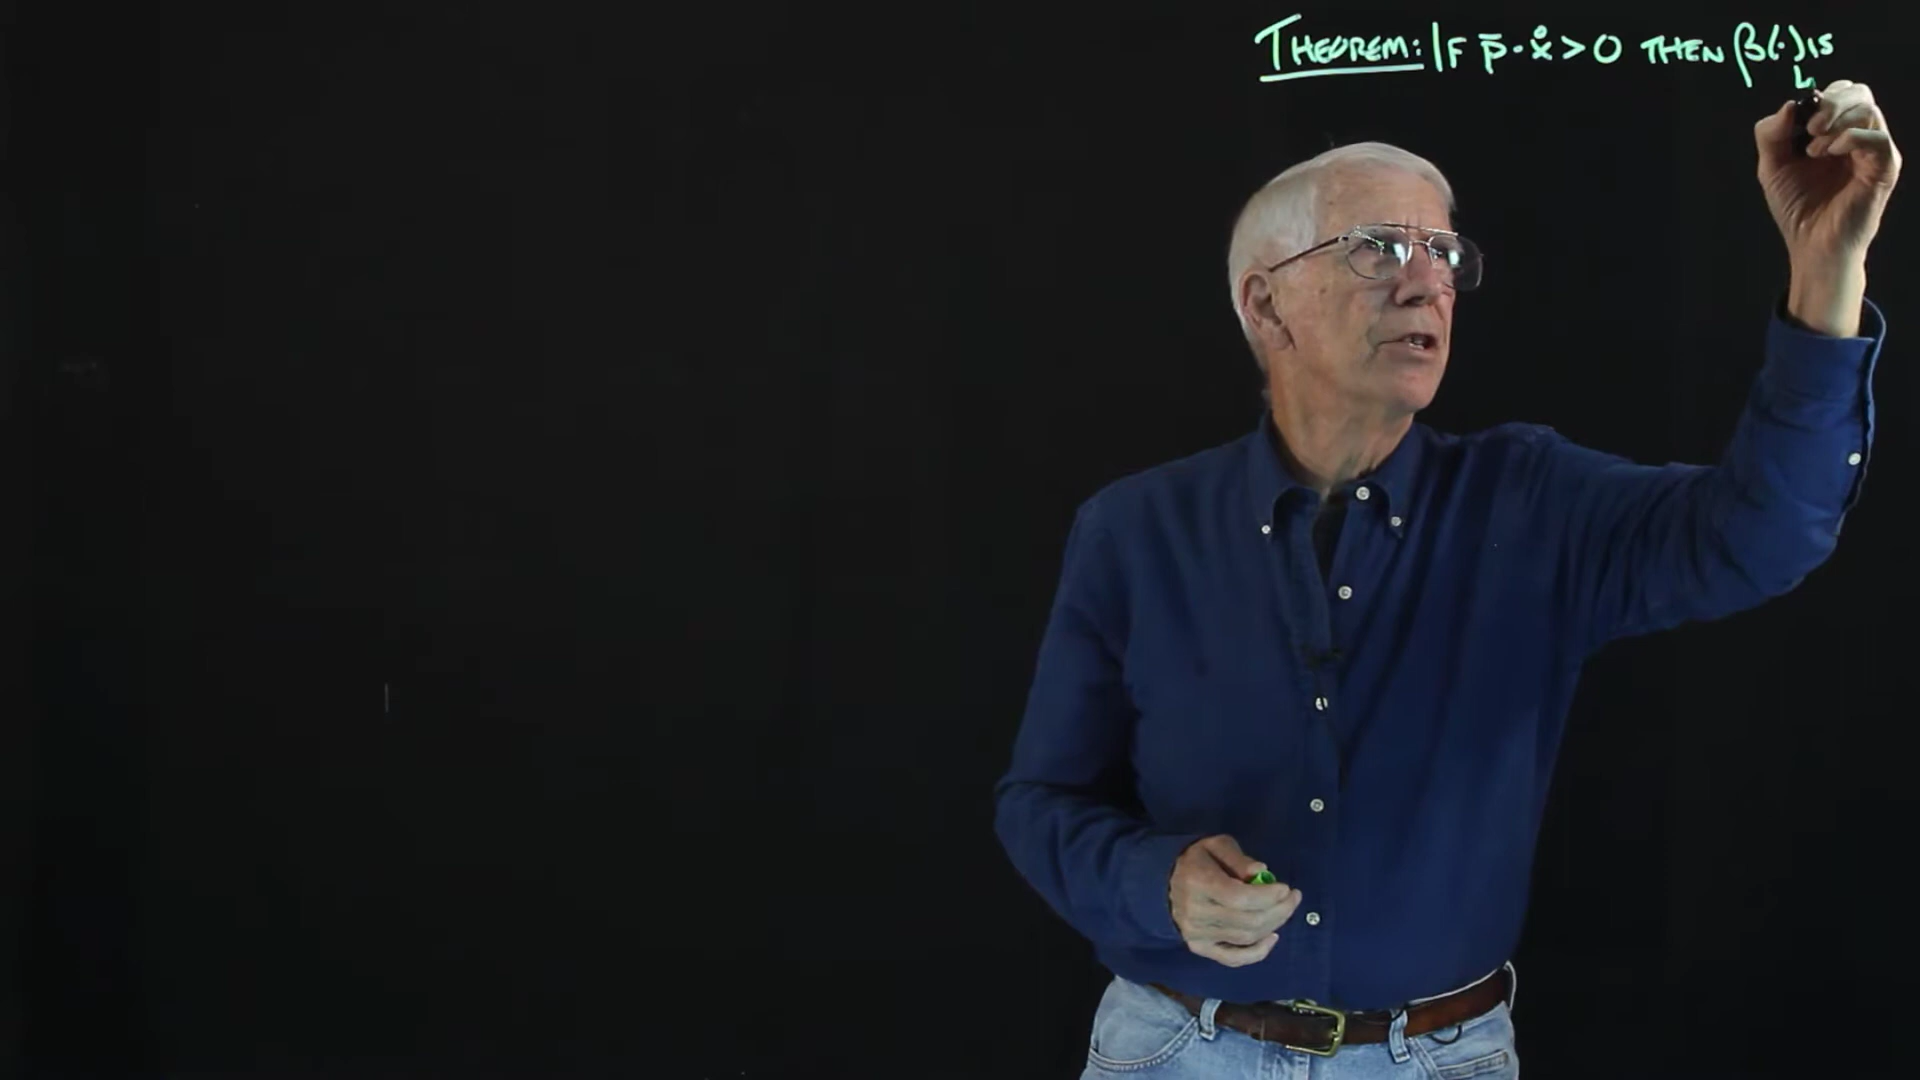 THEOREM: IF p̄·x̊>0 THEN β(·) IS